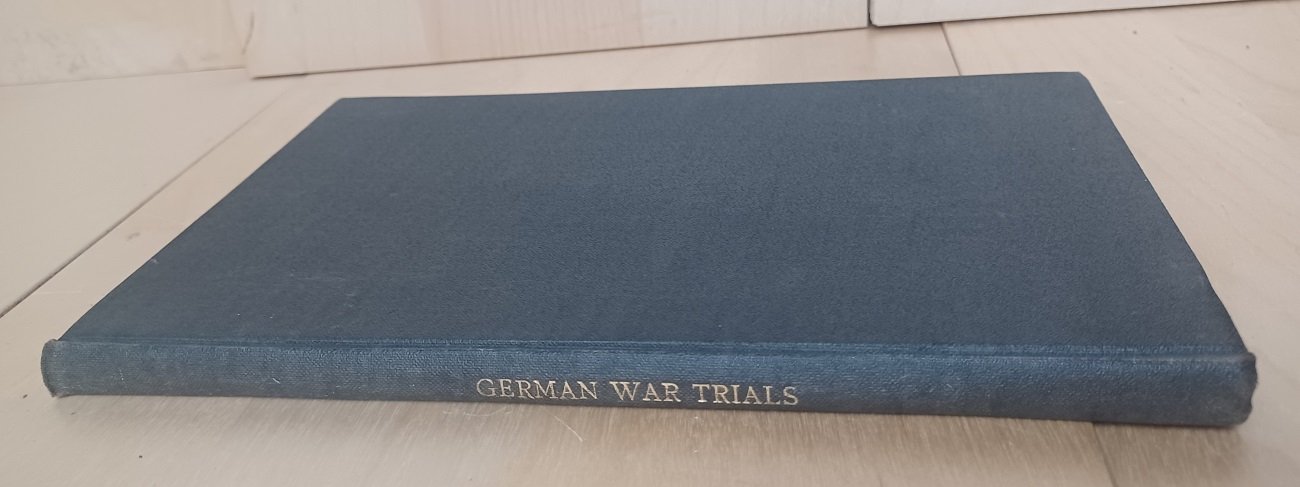 GERMAN WAR TRIALS